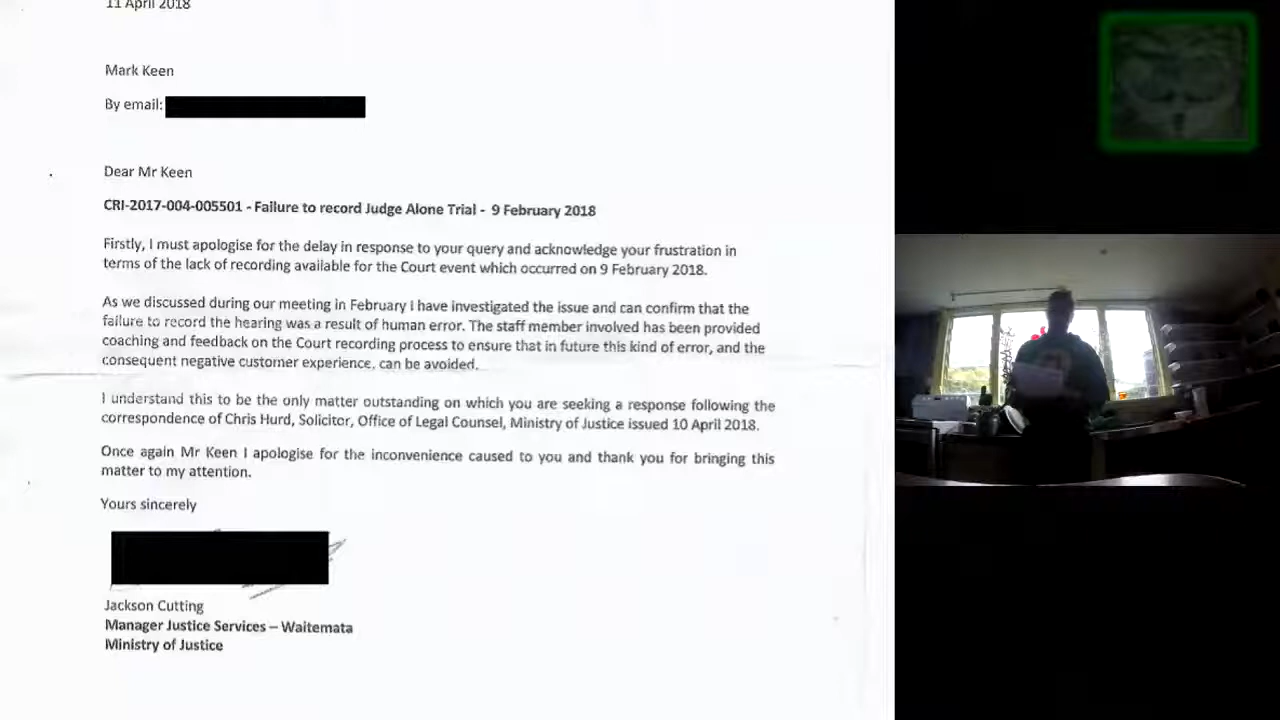 11 April 2018
Mark Keen
By email:
Dear Mr Keen
CRI-2017-004-005501 - Failure to record Judge Alone Trial - 9 February 2018
Firstly, I must apologise for the delay in response to your query and acknowledge your frustration in
terms of the lack of recording available for the Court event which occurred on 9 February 2018.
As we discussed during our meeting in February I have investigated the issue and can confirm that the
failure to record the hearing was a result of human error. The staff member involved has been provided
coaching and feedback on the Court recording process to ensure that in future this kind of error, and the
consequent negative customer experience, can be avoided.
I understand this to be the only matter outstanding on which you are seeking a response following the
correspondence of Chris Hurd, Solicitor, Office of Legal Counsel, Ministry of Justice issued 10 April 2018.
Once again Mr Keen I apologise for the inconvenience caused to you and thank you for bringing this
matter to my attention.
Yours sincerely
Jackson Cutting
Manager Justice Services – Waitemata
Ministry of Justice